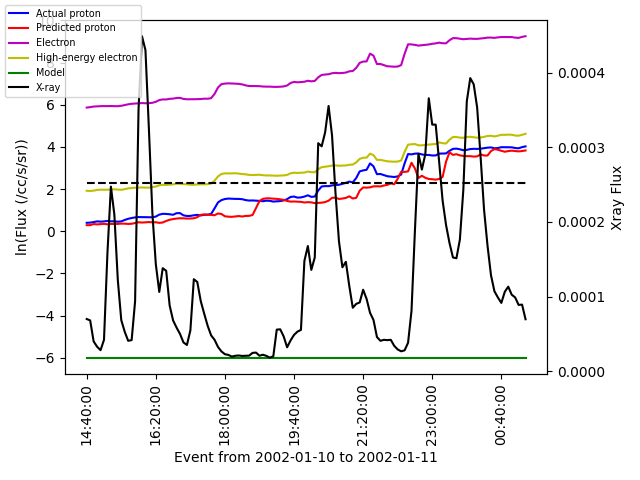 Actual proton
Predicted proton
Electron
High-energy electron
Model
X-ray
6
4
2
0
−2
−4
−6
ln(Flux (/cc/s/sr))
0.0004
0.0003
0.0002
0.0001
0.0000
Xray Flux
14:40:00
16:20:00
18:00:00
19:40:00
21:20:00
23:00:00
00:40:00
Event from 2002-01-10 to 2002-01-11